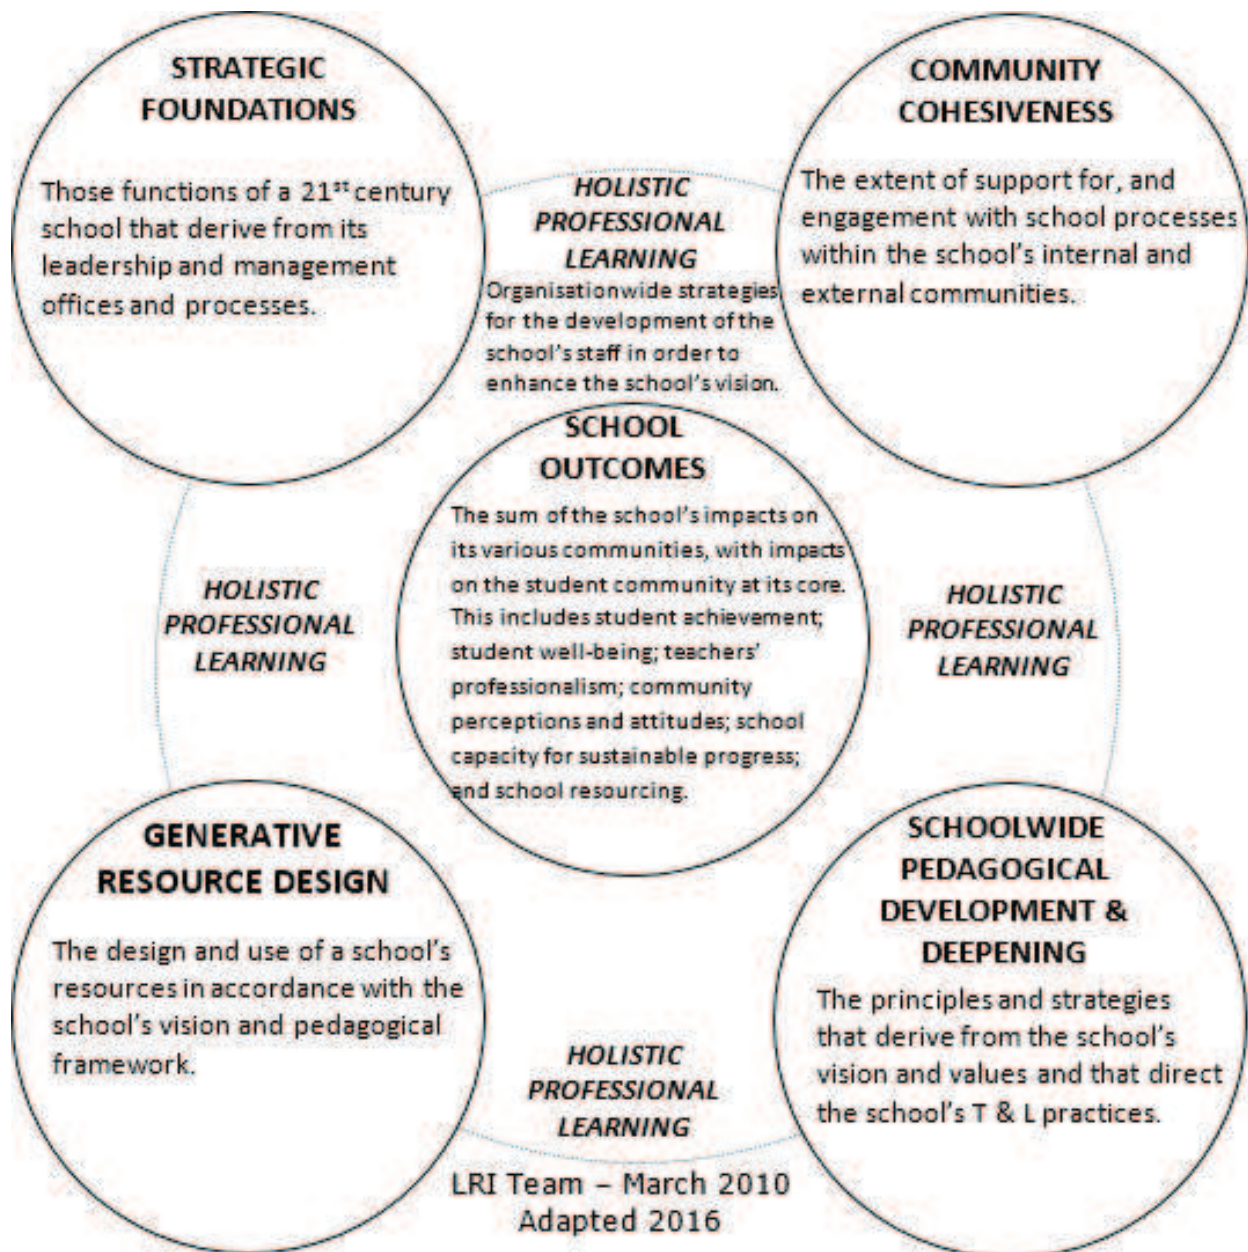 STRATEGIC
FOUNDATIONS
Those functions of a 21st century
school that derive from its
leadership and management
offices and processes.
HOLISTIC
PROFESSIONAL
LEARNING
Organisationwide strategies
for the development of the
school's staff in order to
enhance the school's vision.
COMMUNITY
COHESIVENESS
The extent of support for, and
engagement with school processes
within the school's internal and
external communities.
HOLISTIC
PROFESSIONAL
LEARNING
SCHOOL
OUTCOMES
The sum of the school's impacts on
its various communities, with impacts
on the student community at its core.
This includes student achievement;
student well-being; teachers'
professionalism; community
perceptions and attitudes; school
capacity for sustainable progress;
and school resourcing.
HOLISTIC
PROFESSIONAL
LEARNING
GENERATIVE
RESOURCE DESIGN
The design and use of a school's
resources in accordance with the
school's vision and pedagogical
framework.
HOLISTIC
PROFESSIONAL
LEARNING
SCHOOLWIDE
PEDAGOGICAL
DEVELOPMENT &
DEEPENING
The principles and strategies
that derive from the school's
vision and values and that direct
the school's T & L practices.
LRI Team – March 2010
Adapted 2016